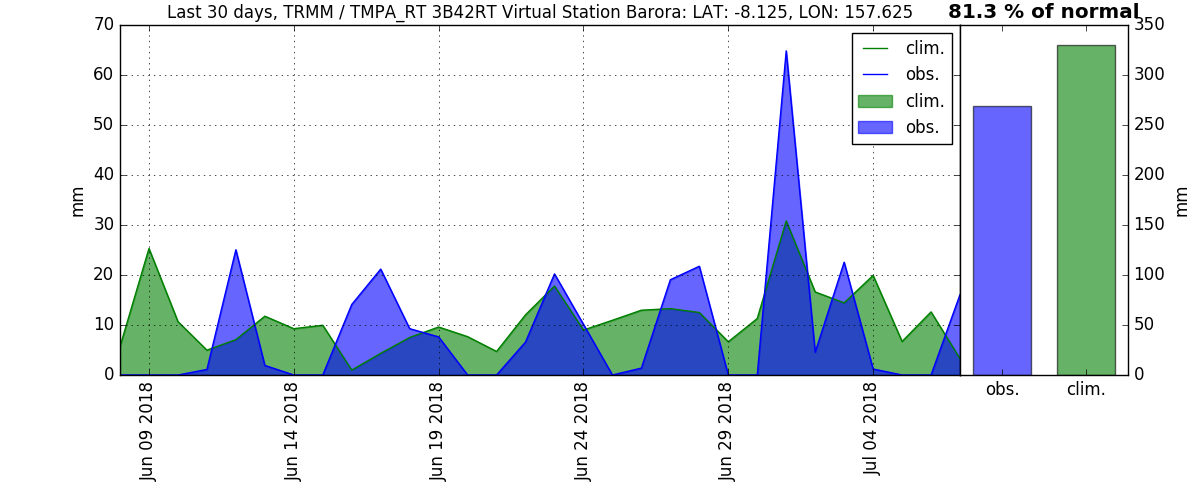 Last 30 days, TRMM / TMPA_RT 3B42RT Virtual Station Barora: LAT: -8.125, LON: 157.625
81.3 % of normal
70
60
50
40
30
20
10
0
mm
clim.
obs.
clim.
obs.
Jun 09 2018
Jun 14 2018
Jun 19 2018
Jun 24 2018
Jun 29 2018
Jul 04 2018
350
300
250
200
150
100
50
0
mm
obs.
clim.